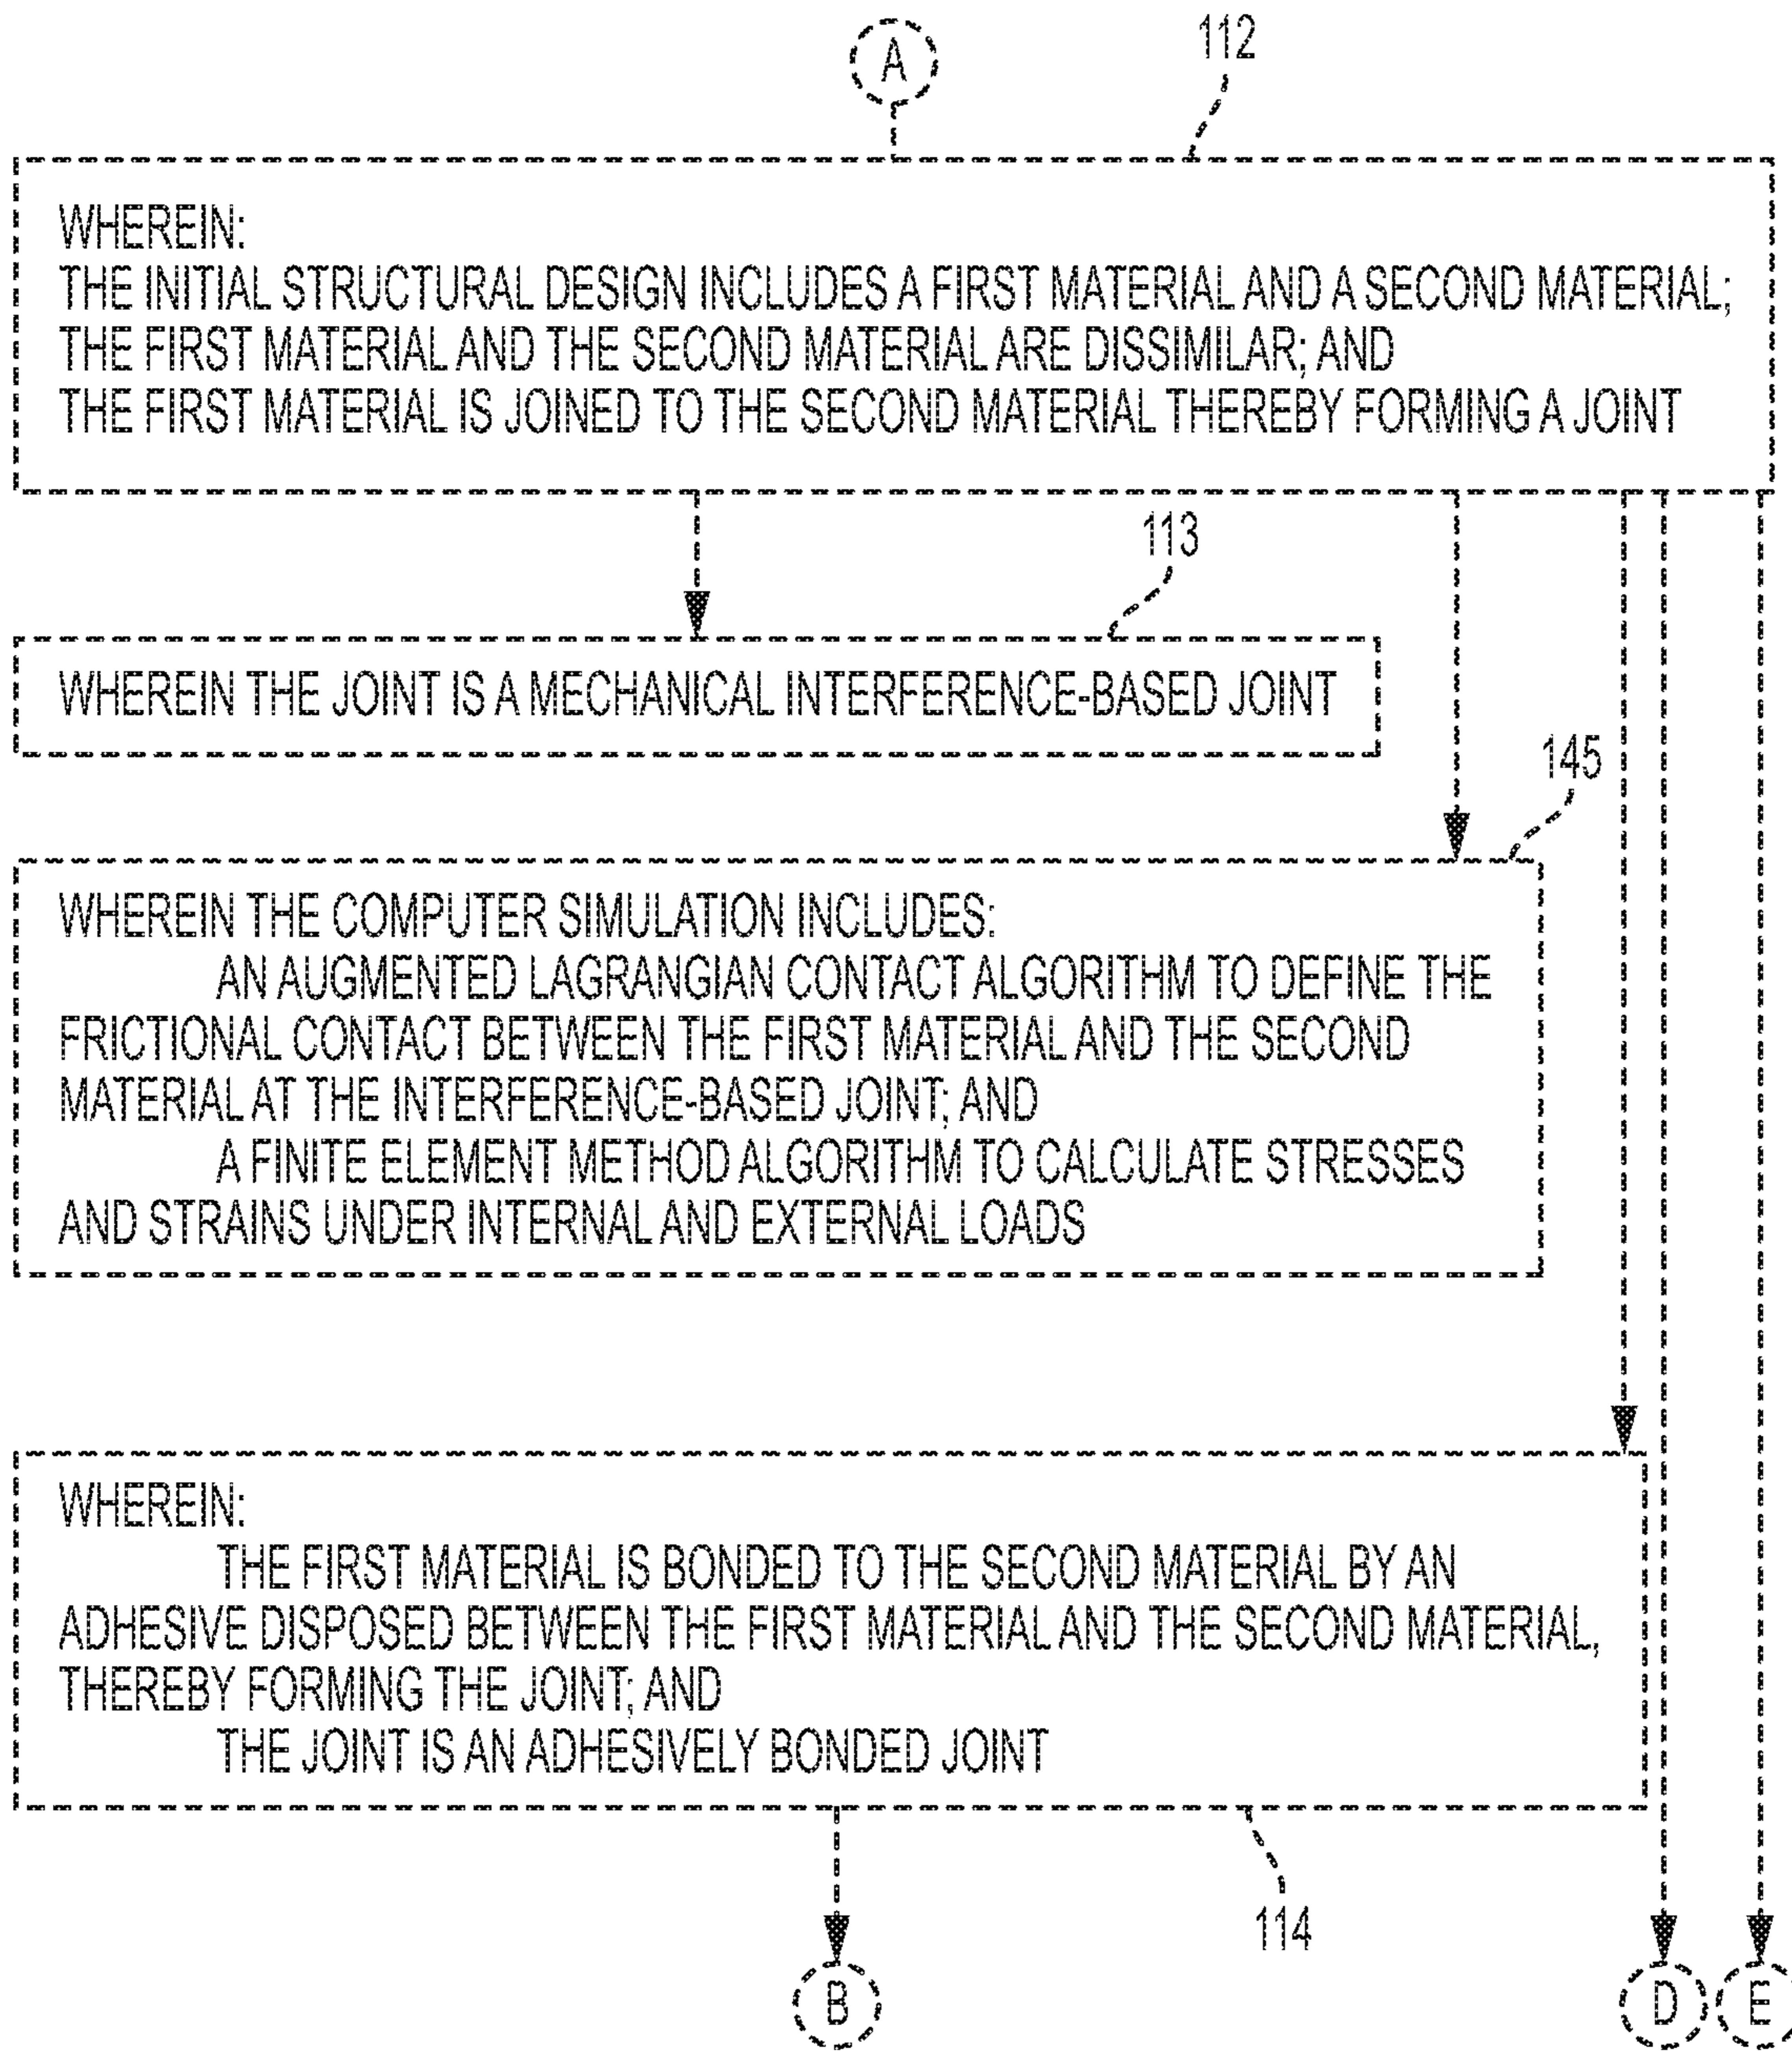 A
112
WHEREIN:
THE INITIAL STRUCTURAL DESIGN INCLUDES A FIRST MATERIAL AND A SECOND MATERIAL;
THE FIRST MATERIAL AND THE SECOND MATERIAL ARE DISSIMILAR; AND
THE FIRST MATERIAL IS JOINED TO THE SECOND MATERIAL THEREBY FORMING A JOINT
113
WHEREIN THE JOINT IS A MECHANICAL INTERFERENCE-BASED JOINT
145
WHEREIN THE COMPUTER SIMULATION INCLUDES:
AN AUGMENTED LAGRANGIAN CONTACT ALGORITHM TO DEFINE THE
FRICTIONAL CONTACT BETWEEN THE FIRST MATERIAL AND THE SECOND
MATERIAL AT THE INTERFERENCE-BASED JOINT; AND
A FINITE ELEMENT METHOD ALGORITHM TO CALCULATE STRESSES
AND STRAINS UNDER INTERNAL AND EXTERNAL LOADS
WHEREIN:
THE FIRST MATERIAL IS BONDED TO THE SECOND MATERIAL BY AN
ADHESIVE DISPOSED BETWEEN THE FIRST MATERIAL AND THE SECOND MATERIAL,
THEREBY FORMING THE JOINT; AND
THE JOINT IS AN ADHESIVELY BONDED JOINT
114
B
D
E